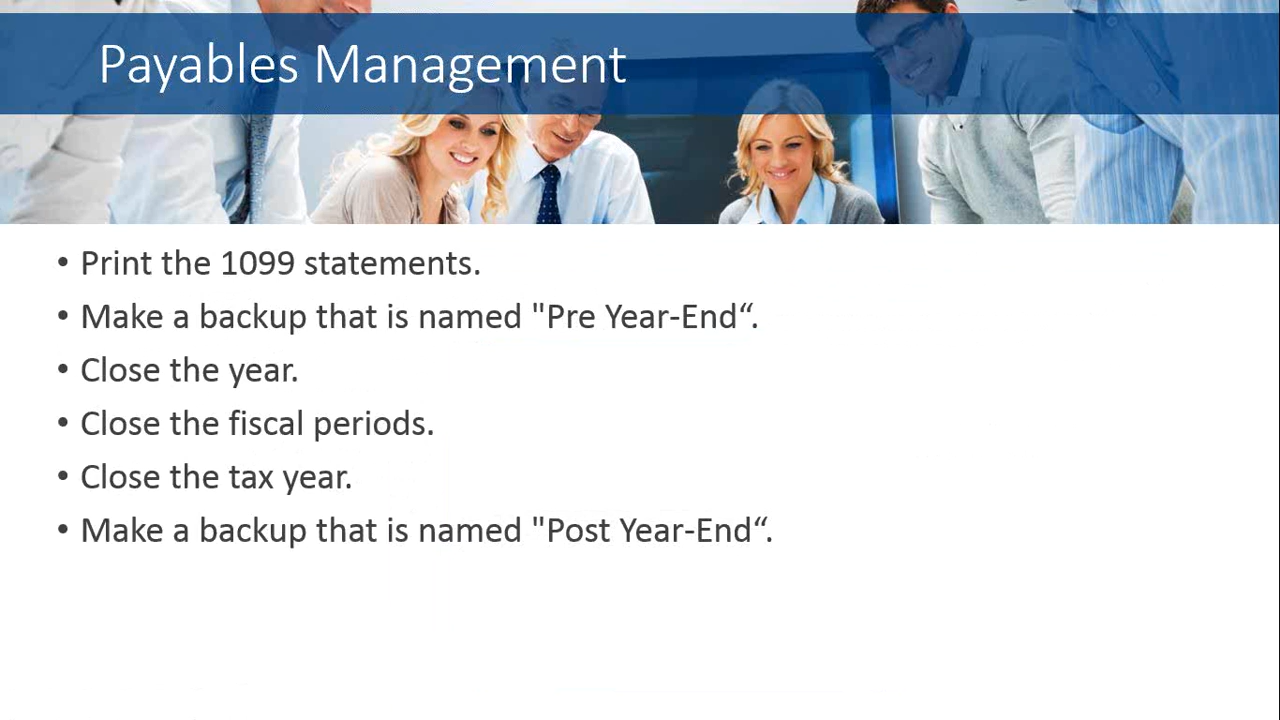 Payables Management
• Print the 1099 statements.
• Make a backup that is named "Pre Year-End“.
• Close the year.
• Close the fiscal periods.
• Close the tax year.
• Make a backup that is named "Post Year-End“.